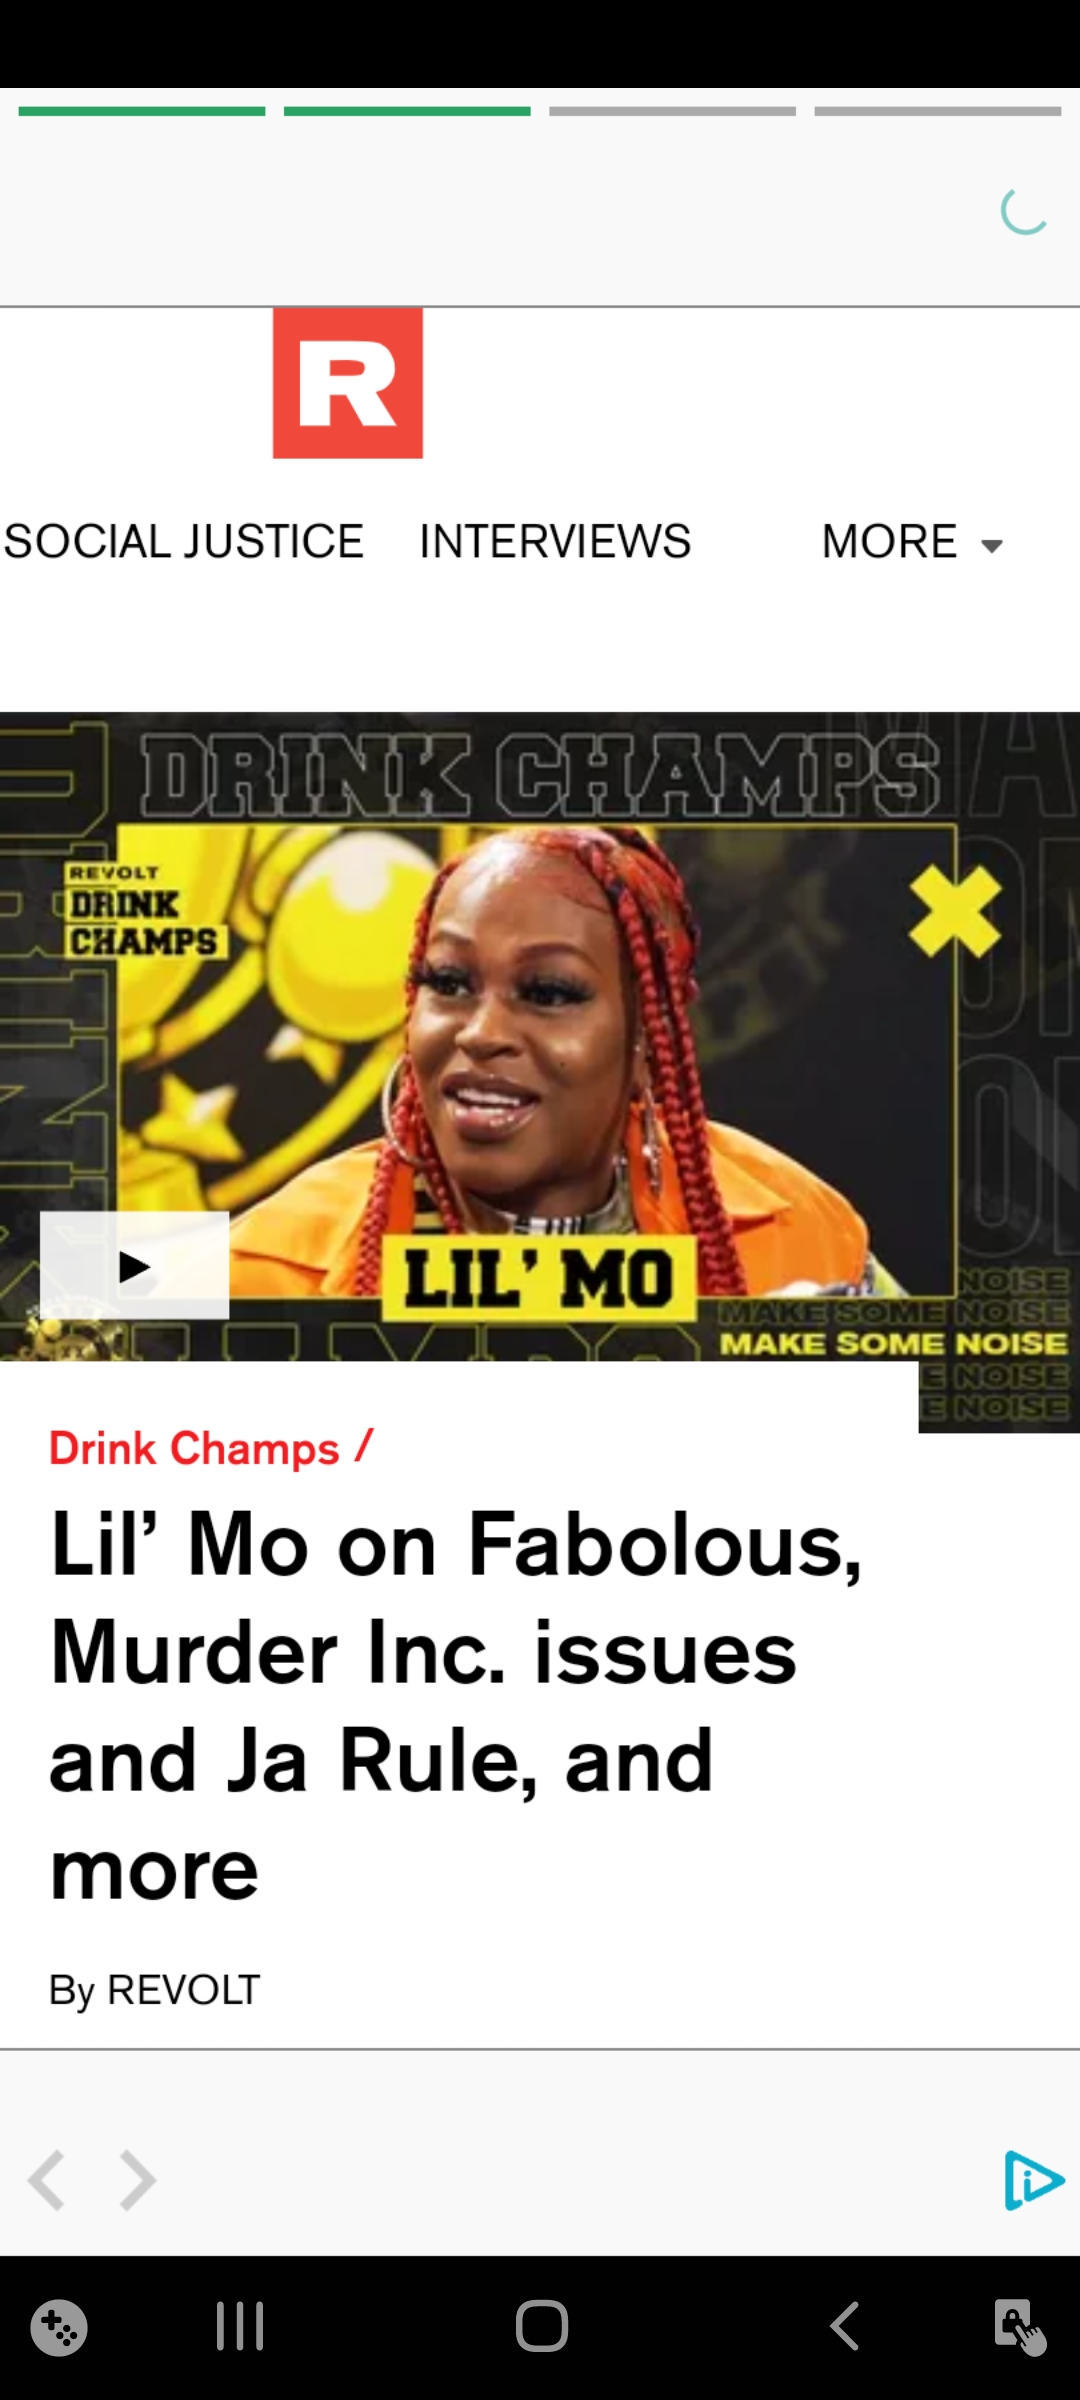 R
SOCIAL JUSTICE INTERVIEWS MORE
DRINK CHAMPS
REVOLT
DRINK
CHAMPS
LIL’ MO
NOISE
MAKE SOME NOISE
MAKE SOME NOISE
E NOISE
E NOISE
Drink Champs /
Lil’ Mo on Fabolous,
Murder Inc. issues
and Ja Rule, and
more
By REVOLT